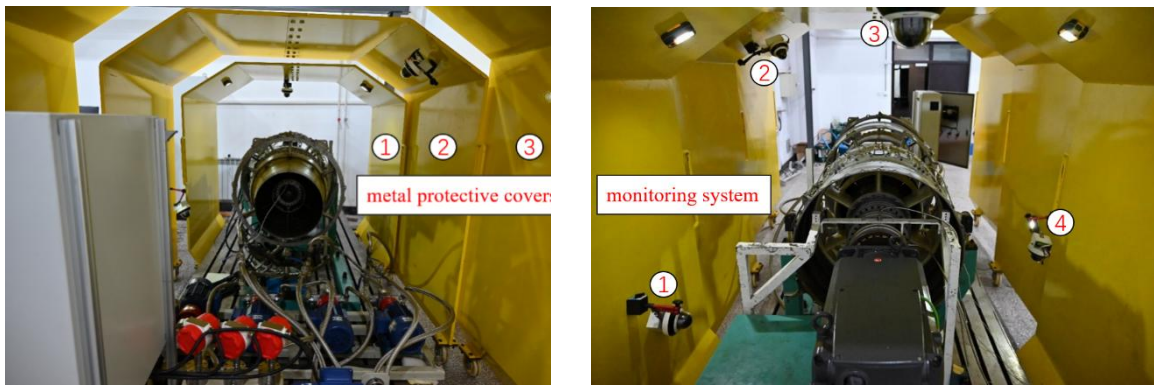 ① ② ③
metal protective covers
③
②
monitoring system
④
①